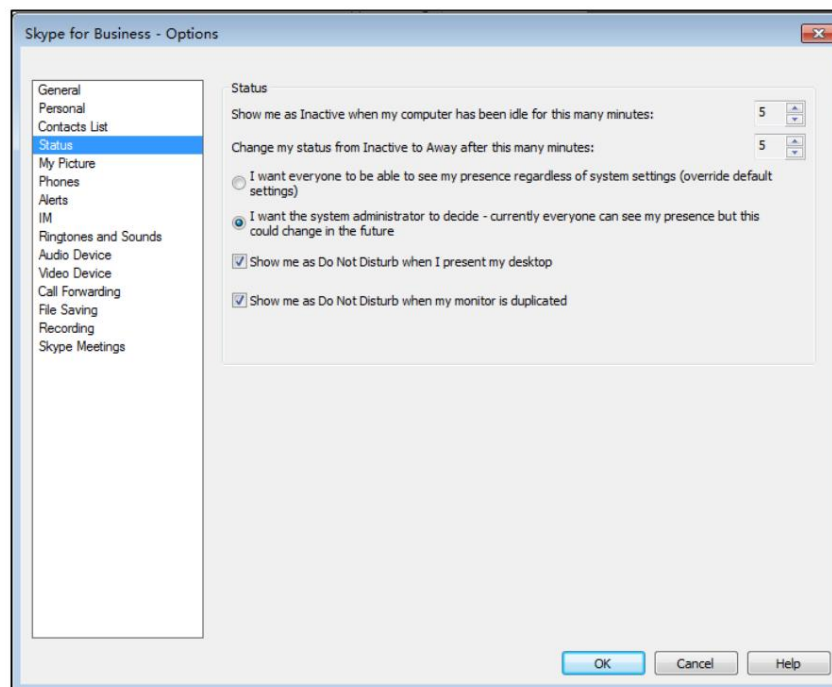 Skype for Business - Options
General
Personal
Contacts List
Status
My Picture
Phones
Alerts
IM
Ringtones and Sounds
Audio Device
Video Device
Call Forwarding
File Saving
Recording
Skype Meetings
Status
Show me as Inactive when my computer has been idle for this many minutes: 5
Change my status from Inactive to Away after this many minutes: 5
I want everyone to be able to see my presence regardless of system settings (override default
settings)
I want the system administrator to decide - currently everyone can see my presence but this
could change in the future
Show me as Do Not Disturb when I present my desktop
Show me as Do Not Disturb when my monitor is duplicated
OK Cancel Help